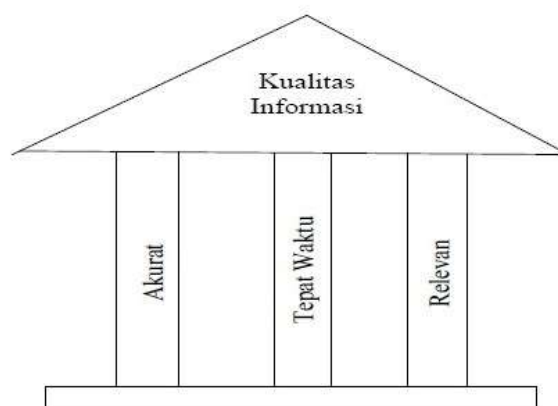 Kualitas
Informasi
Akurat
Tepat Waktu
Relevan